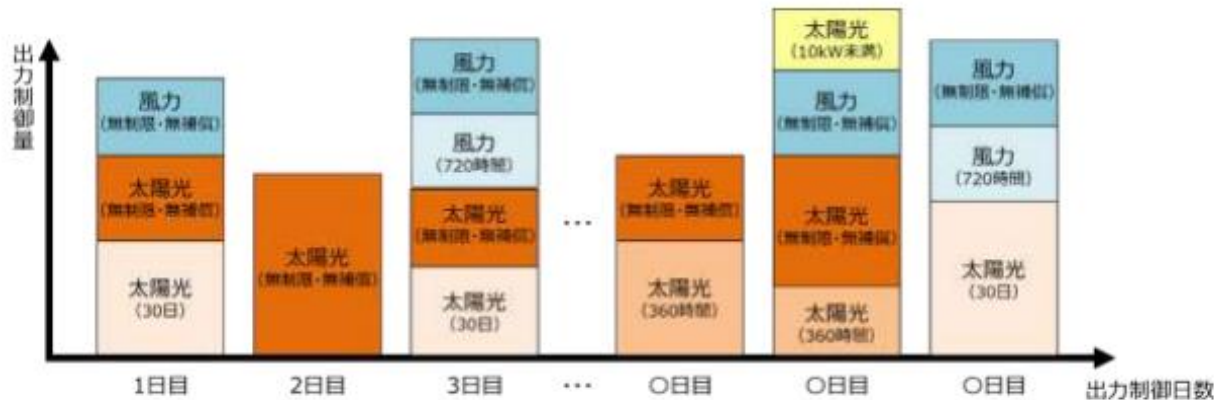 出力制御量
風力
(無制限・無補償)
太陽光
(無制限・無補償)
太陽光
(30日)
太陽光
(無制限・無補償)
風力
(無制限・無補償)
風力
(720時間)
太陽光
(無制限・無補償)
太陽光
(30日)
…
太陽光
(無制限・無補償)
太陽光
(360時間)
太陽光
(10kW未満)
風力
(無制限・無補償)
太陽光
(無制限・無補償)
太陽光
(360時間)
風力
(無制限・無補償)
風力
(720時間)
太陽光
(30日)
1日目
2日目
3日目
…
〇日目
〇日目
〇日目
出力制御日数